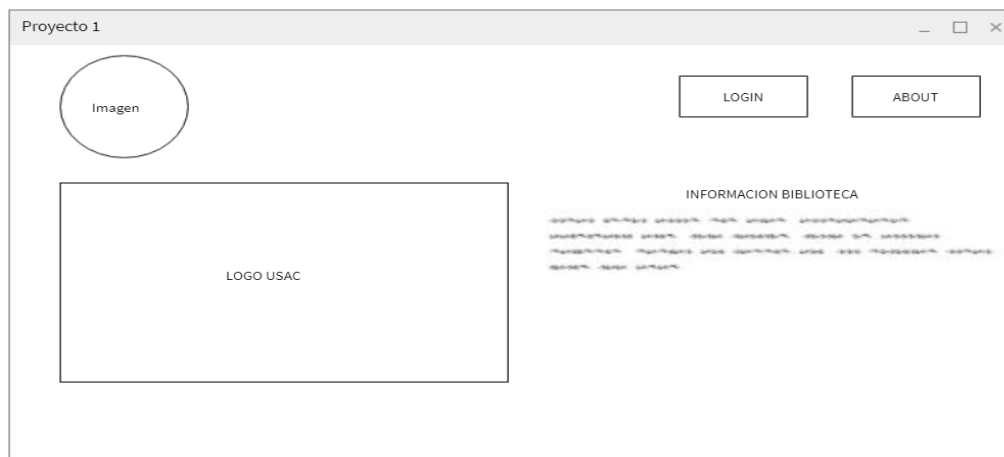 Proyecto 1
Imagen
LOGIN
ABOUT
INFORMACION BIBLIOTECA
LOGO USAC